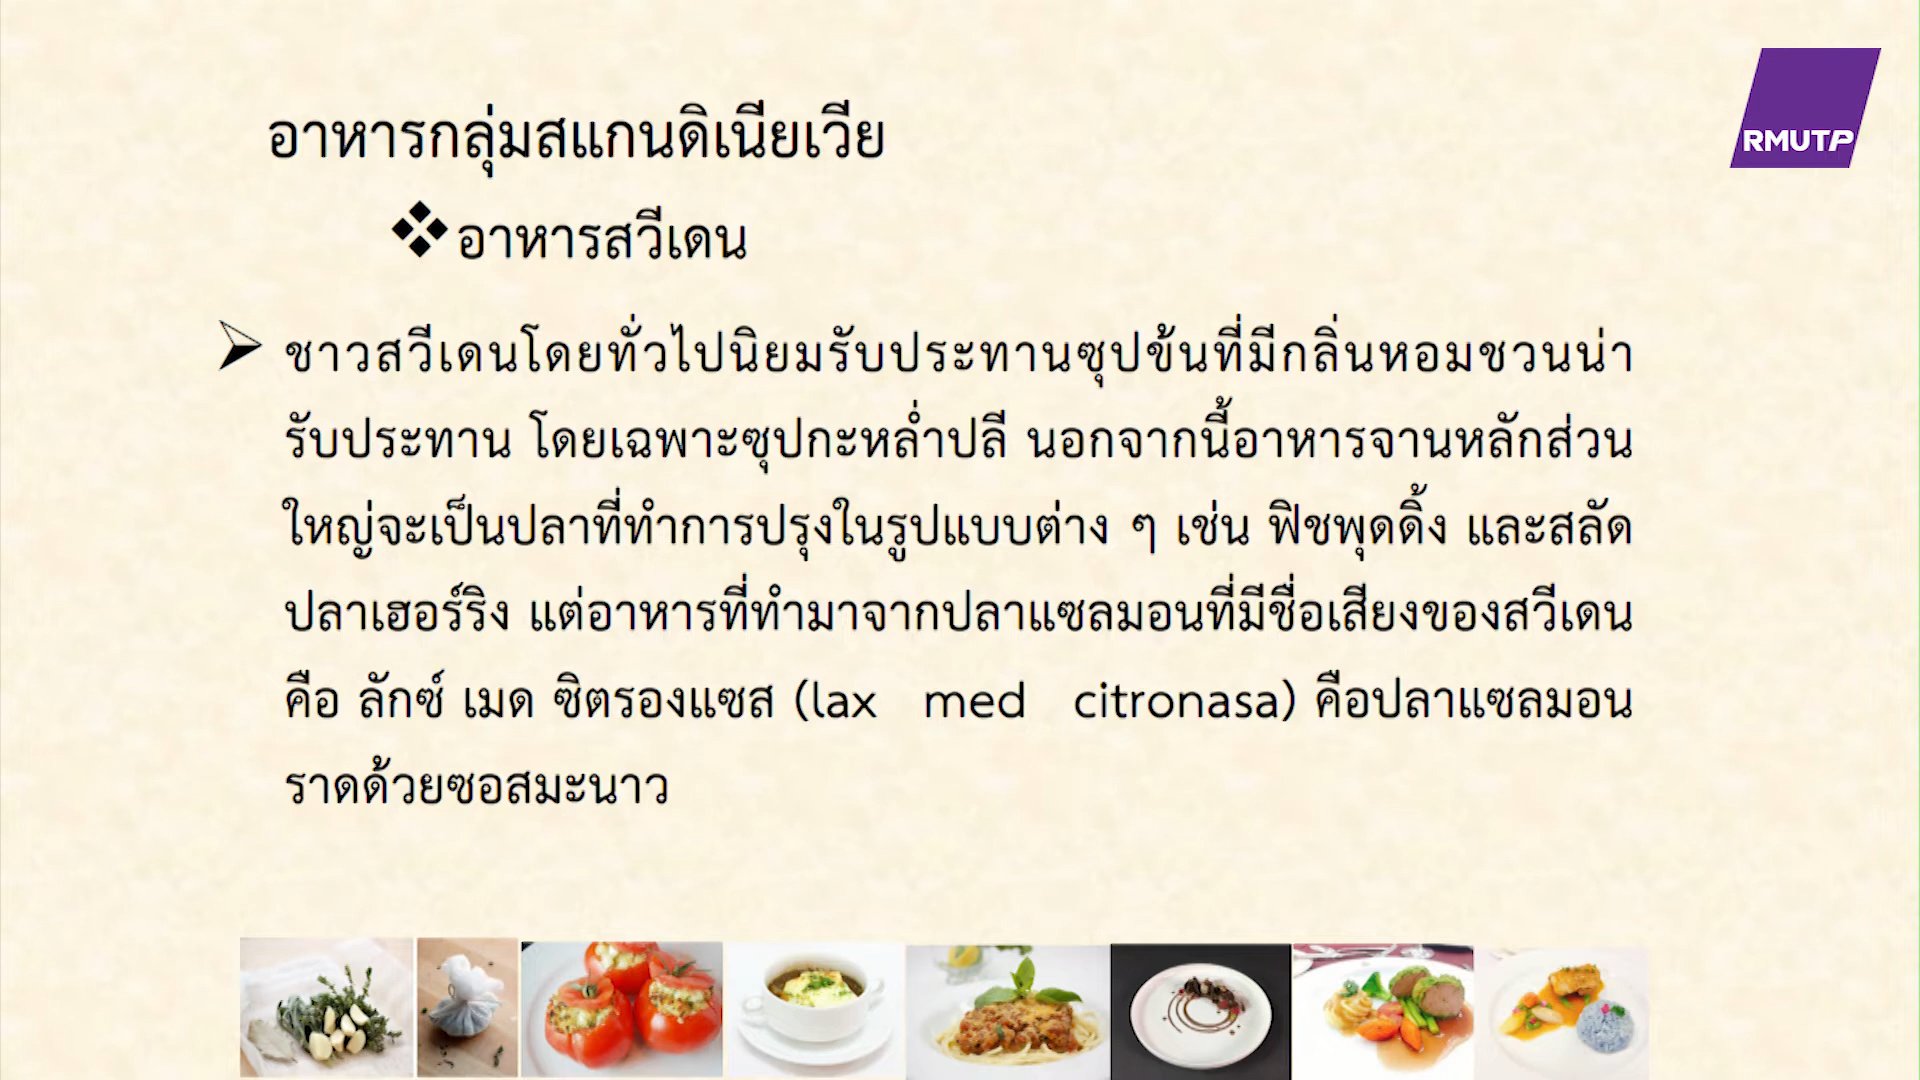 RMUTP
อาหารกลุ่มสแกนดิเนียเวีย
❖อาหารสวีเดน
➢ ชาวสวีเดนโดยทั่วไปนิยมรับประทานซุปข้นที่มีกลิ่นหอมชวนน่า
รับประทาน โดยเฉพาะซุปกะหล่ำปลี นอกจากนี้อาหารจานหลักส่วน
ใหญ่จะเป็นปลาที่ทำการปรุงในรูปแบบต่าง ๆ เช่น ฟิชพุดดิ้ง และสลัด
ปลาเฮอร์ริง แต่อาหารที่ทำมาจากปลาแซลมอนที่มีชื่อเสียงของสวีเดน
คือ ลักซ์ เมด ซิตรองแซส (lax med citronasa) คือปลาแซลมอน
ราดด้วยซอสมะนาว